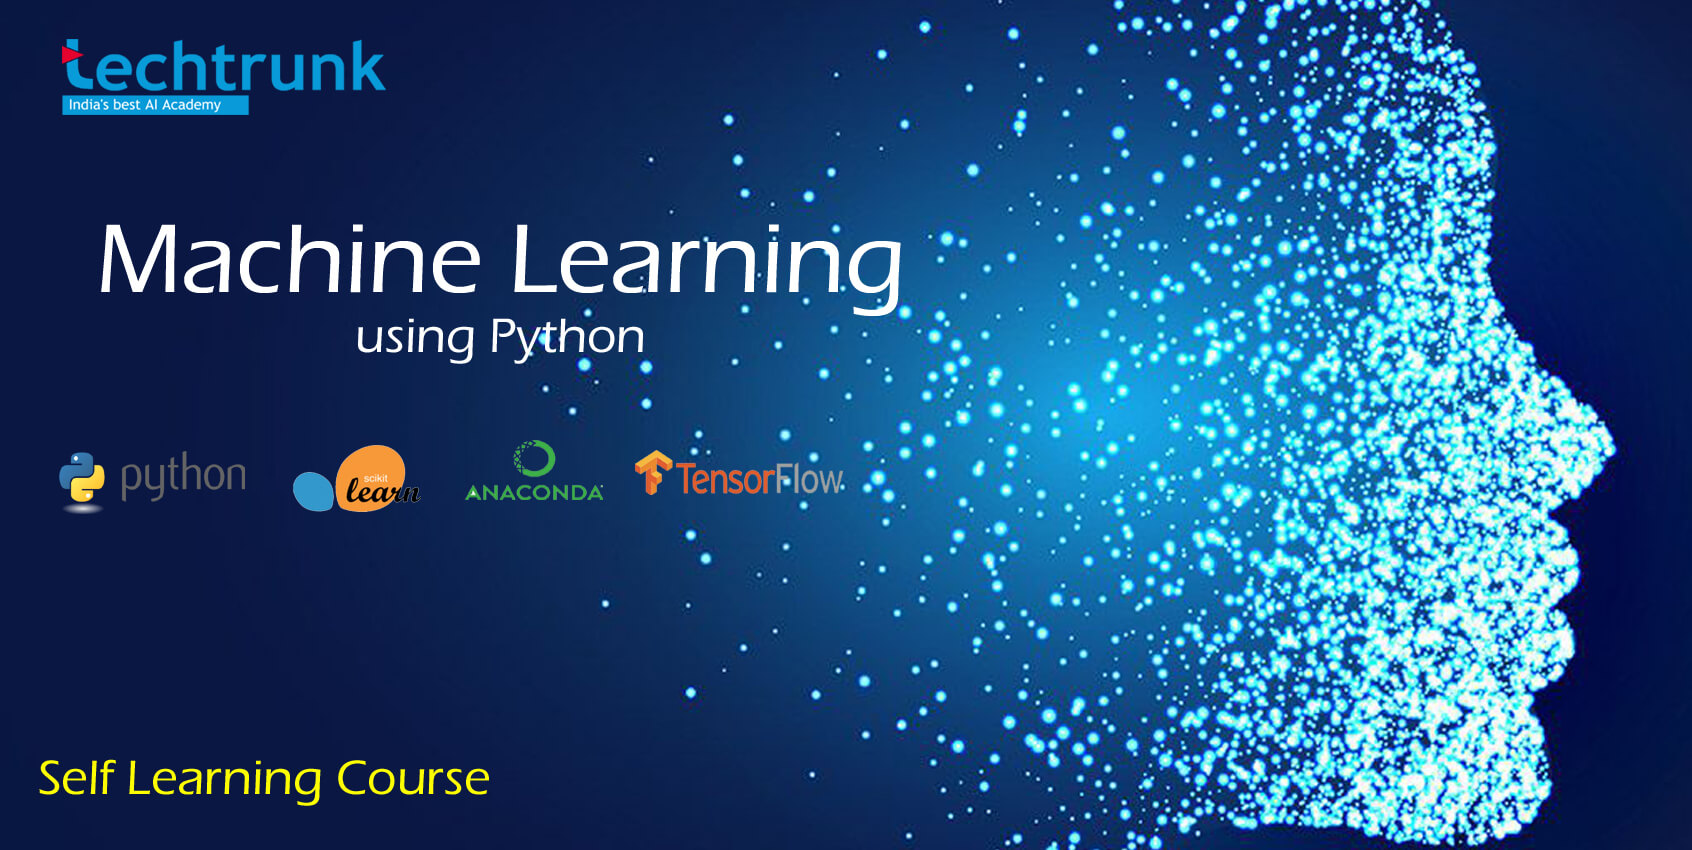 techtrunk
India's best AI Academy
Machine Learning
using Python
python
scikit
learn
ANACONDA
TensorFlow
Self Learning Course